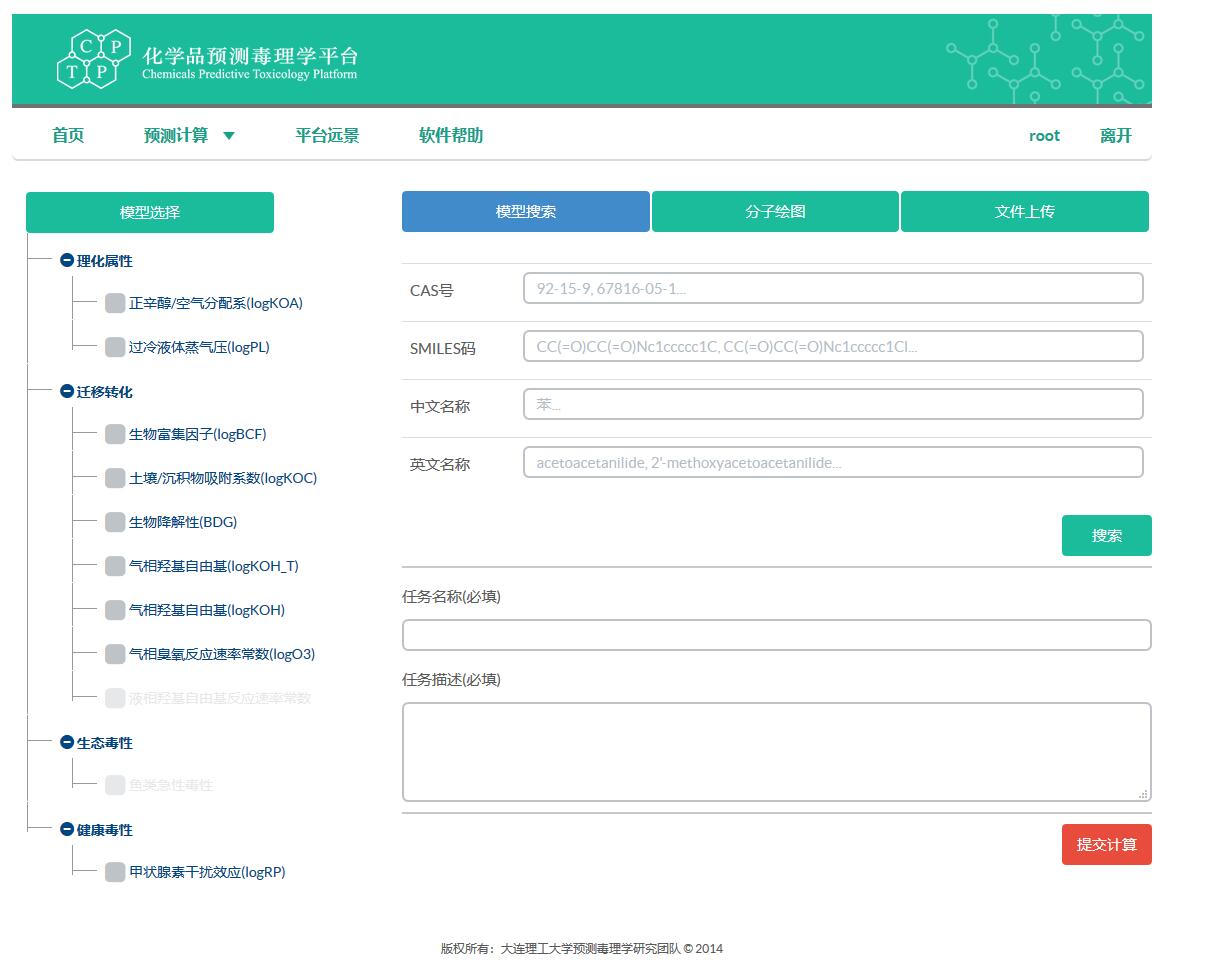 C P
T P
化学品预测毒理学平台
Chemicals Predictive Toxicology Platform
首页 预测计算 平台远景 软件帮助 root 离开
模型选择
理化属性
正辛醇/空气分配系(logKOA)
过冷液体蒸气压(logPL)
迁移转化
生物富集因子(logBCF)
土壤/沉积物吸附系数(logKOC)
生物降解性(BDG)
气相羟基自由基(logKOH_T)
气相羟基自由基(logKOH)
气相臭氧反应速率常数(logO3)
液相羟基自由基反应速率常数
生态毒性
鱼类急性毒性
健康毒性
甲状腺素干扰效应(logRP)
模型搜索 分子绘图 文件上传
CAS号 92-15-9, 67816-05-1...
SMILES码 CC(=O)CC(=O)Nc1ccccc1C, CC(=O)CC(=O)Nc1ccccc1Cl...
中文名称 苯...
英文名称 acetoacetanilide, 2'-methoxyacetoacetanilide...
搜索
任务名称(必填)
任务描述(必填)
提交计算
版权所有：大连理工大学预测毒理学研究团队 © 2014